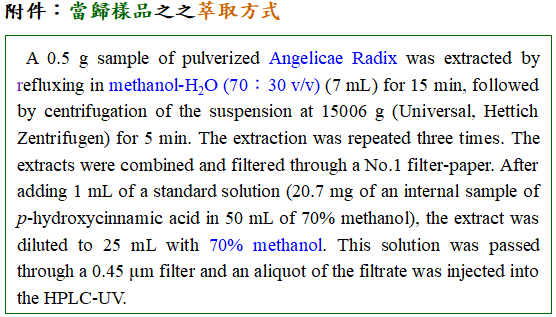 附件：當歸樣品之之萃取方式
A 0.5 g sample of pulverized Angelicae Radix was extracted by
refluxing in methanol-H2O (70：30 v/v) (7 mL) for 15 min, followed
by centrifugation of the suspension at 15006 g (Universal, Hettich
Zentrifugen) for 5 min. The extraction was repeated three times. The
extracts were combined and filtered through a No.1 filter-paper. After
adding 1 mL of a standard solution (20.7 mg of an internal sample of
p-hydroxycinnamic acid in 50 mL of 70% methanol), the extract was
diluted to 25 mL with 70% methanol. This solution was passed
through a 0.45 μm filter and an aliquot of the filtrate was injected into
the HPLC-UV.